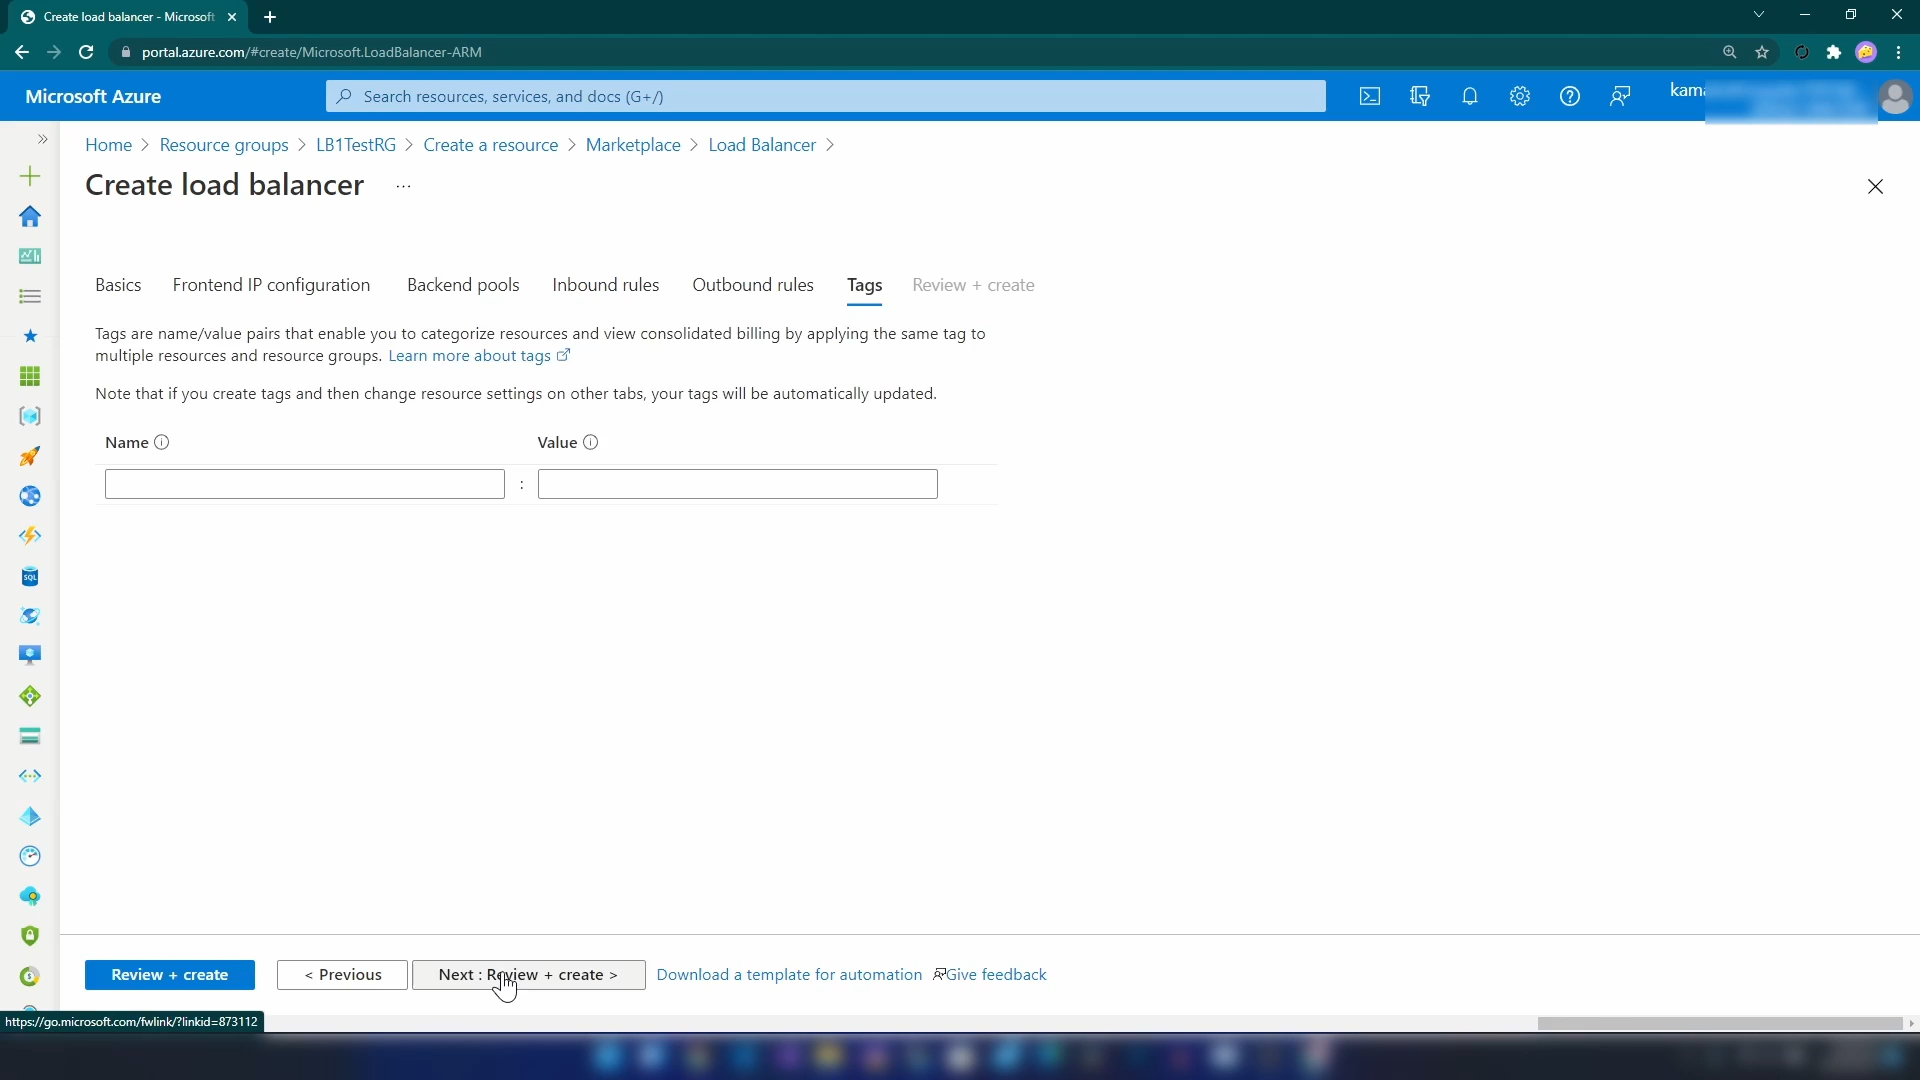 Create load balancer - Microsoft
portal.azure.com/#create/Microsoft.LoadBalancer-ARM
Microsoft Azure
Search resources, services, and docs (G+/)
kama
Home > Resource groups > LB1TestRG > Create a resource > Marketplace > Load Balancer >
Create load balancer ...
Basics Frontend IP configuration Backend pools Inbound rules Outbound rules Tags Review + create
Tags are name/value pairs that enable you to categorize resources and view consolidated billing by applying the same tag to
multiple resources and resource groups. Learn more about tags
Note that if you create tags and then change resource settings on other tabs, your tags will be automatically updated.
Name Value
:
Review + create < Previous Next : Review + create > Download a template for automation Give feedback
https://go.microsoft.com/fwlink/?linkid=873112
SQL